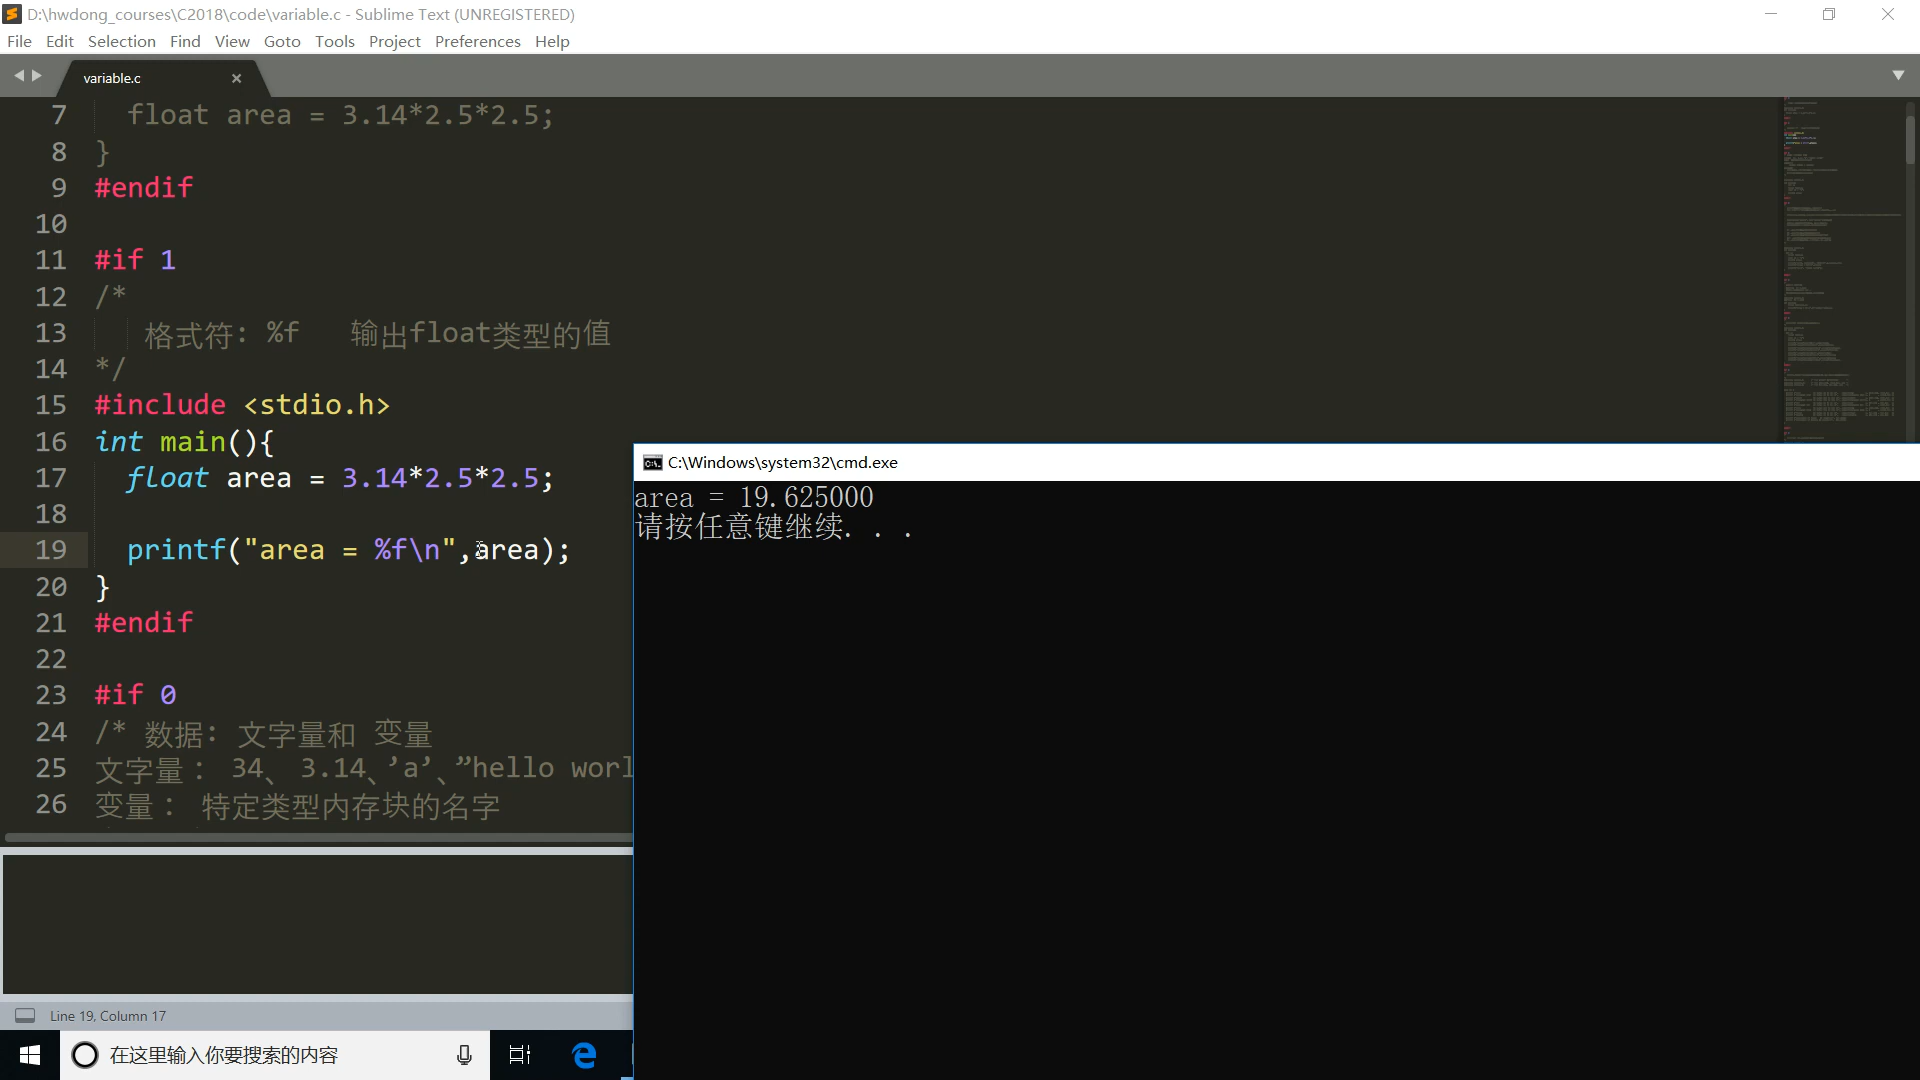 D:\hwdong_courses\C2018\code\variable.c - Sublime Text (UNREGISTERED)
File Edit Selection Find View Goto Tools Project Preferences Help
variable.c
7 float area = 3.14*2.5*2.5;
8 }
9 #endif
10
11 #if 1
12 /*
13 格式符: %f 输出float类型的值
14 */
15 #include <stdio.h>
16 int main(){
17 float area = 3.14*2.5*2.5;
18
19 printf("area = %f\n",area);
20 }
21 #endif
22
23 #if 0
24 /* 数据: 文字量和 变量
25 文字量： 34、 3.14、’a’、”hello worl
26 变量： 特定类型内存块的名字
C:\Windows\system32\cmd.exe
area = 19.625000
请按任意键继续. . .
Line 19, Column 17
在这里输入你要搜索的内容